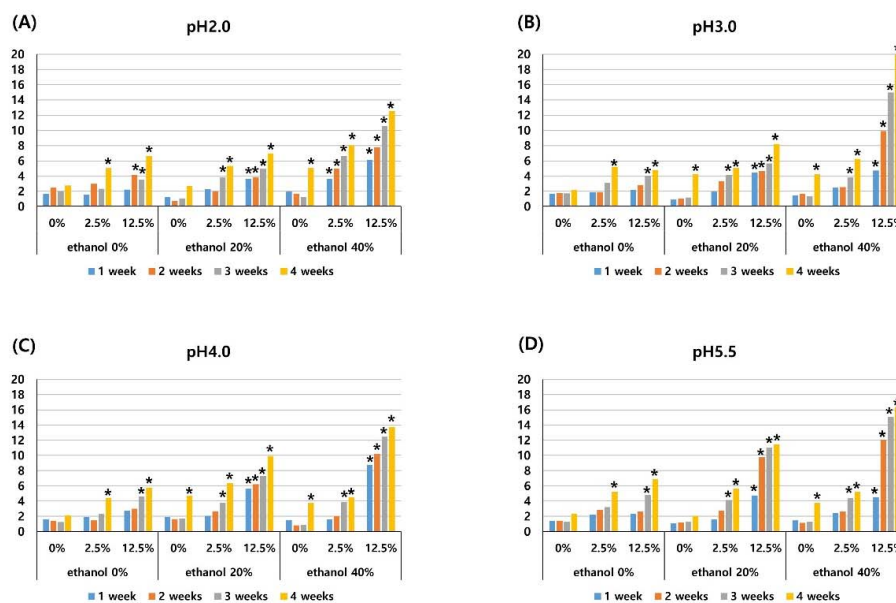 (A)
pH2.0
20
18
16
14
12
10
8
6
4
2
0
* * * * * * * * * * * * * * * * * * *
0% 2.5% 12.5% 0% 2.5% 12.5% 0% 2.5% 12.5%
ethanol 0% ethanol 20% ethanol 40%
1 week 2 weeks 3 weeks 4 weeks
(B)
pH3.0
20
18
16
14
12
10
8
6
4
2
0
* * * * * * * * * * * * * * * * *
0% 2.5% 12.5% 0% 2.5% 12.5% 0% 2.5% 12.5%
ethanol 0% ethanol 20% ethanol 40%
1 week 2 weeks 3 weeks 4 weeks
(C)
pH4.0
20
18
16
14
12
10
8
6
4
2
0
* * * * * * * * * * * * * * * * *
0% 2.5% 12.5% 0% 2.5% 12.5% 0% 2.5% 12.5%
ethanol 0% ethanol 20% ethanol 40%
1 week 2 weeks 3 weeks 4 weeks
(D)
pH5.5
20
18
16
14
12
10
8
6
4
2
0
* * * * * * * * * * * * * * * *
0% 2.5% 12.5% 0% 2.5% 12.5% 0% 2.5% 12.5%
ethanol 0% ethanol 20% ethanol 40%
1 week 2 weeks 3 weeks 4 weeks